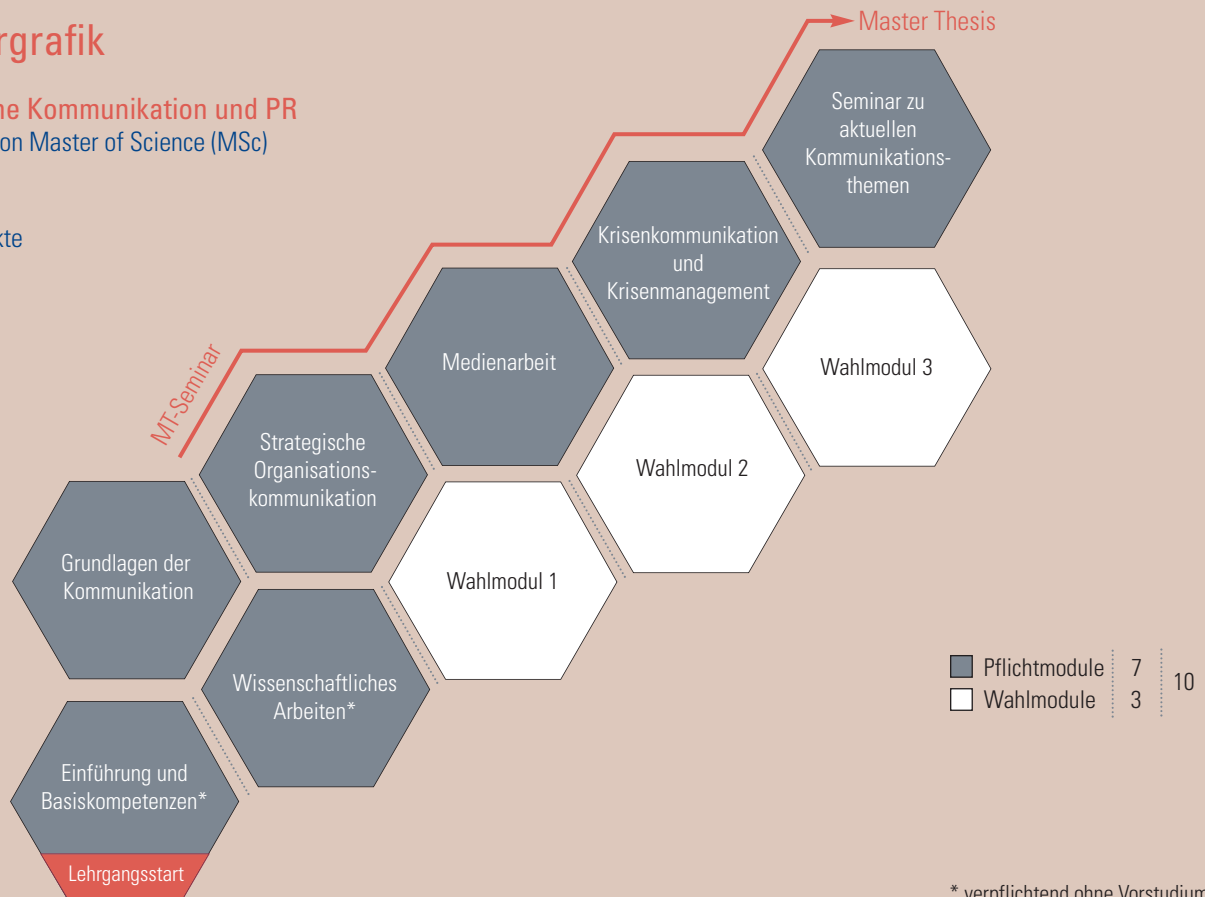 rgrafik
ne Kommunikation und PR
on Master of Science (MSc)
kte
Master Thesis
Seminar zu
aktuellen
Kommunikations-
themen
Krisenkommunikation
und
Krisenmanagement
Medienarbeit
Wahlmodul 3
MT-Seminar
Strategische
Organisations-
kommunikation
Wahlmodul 2
Grundlagen der
Kommunikation
Wahlmodul 1
Wissenschaftliches
Arbeiten*
Pflichtmodule 7
Wahlmodule 3
10
Einführung und
Basiskompetenzen*
Lehrgangsstart
* verpflichtend ohne Vorstudium